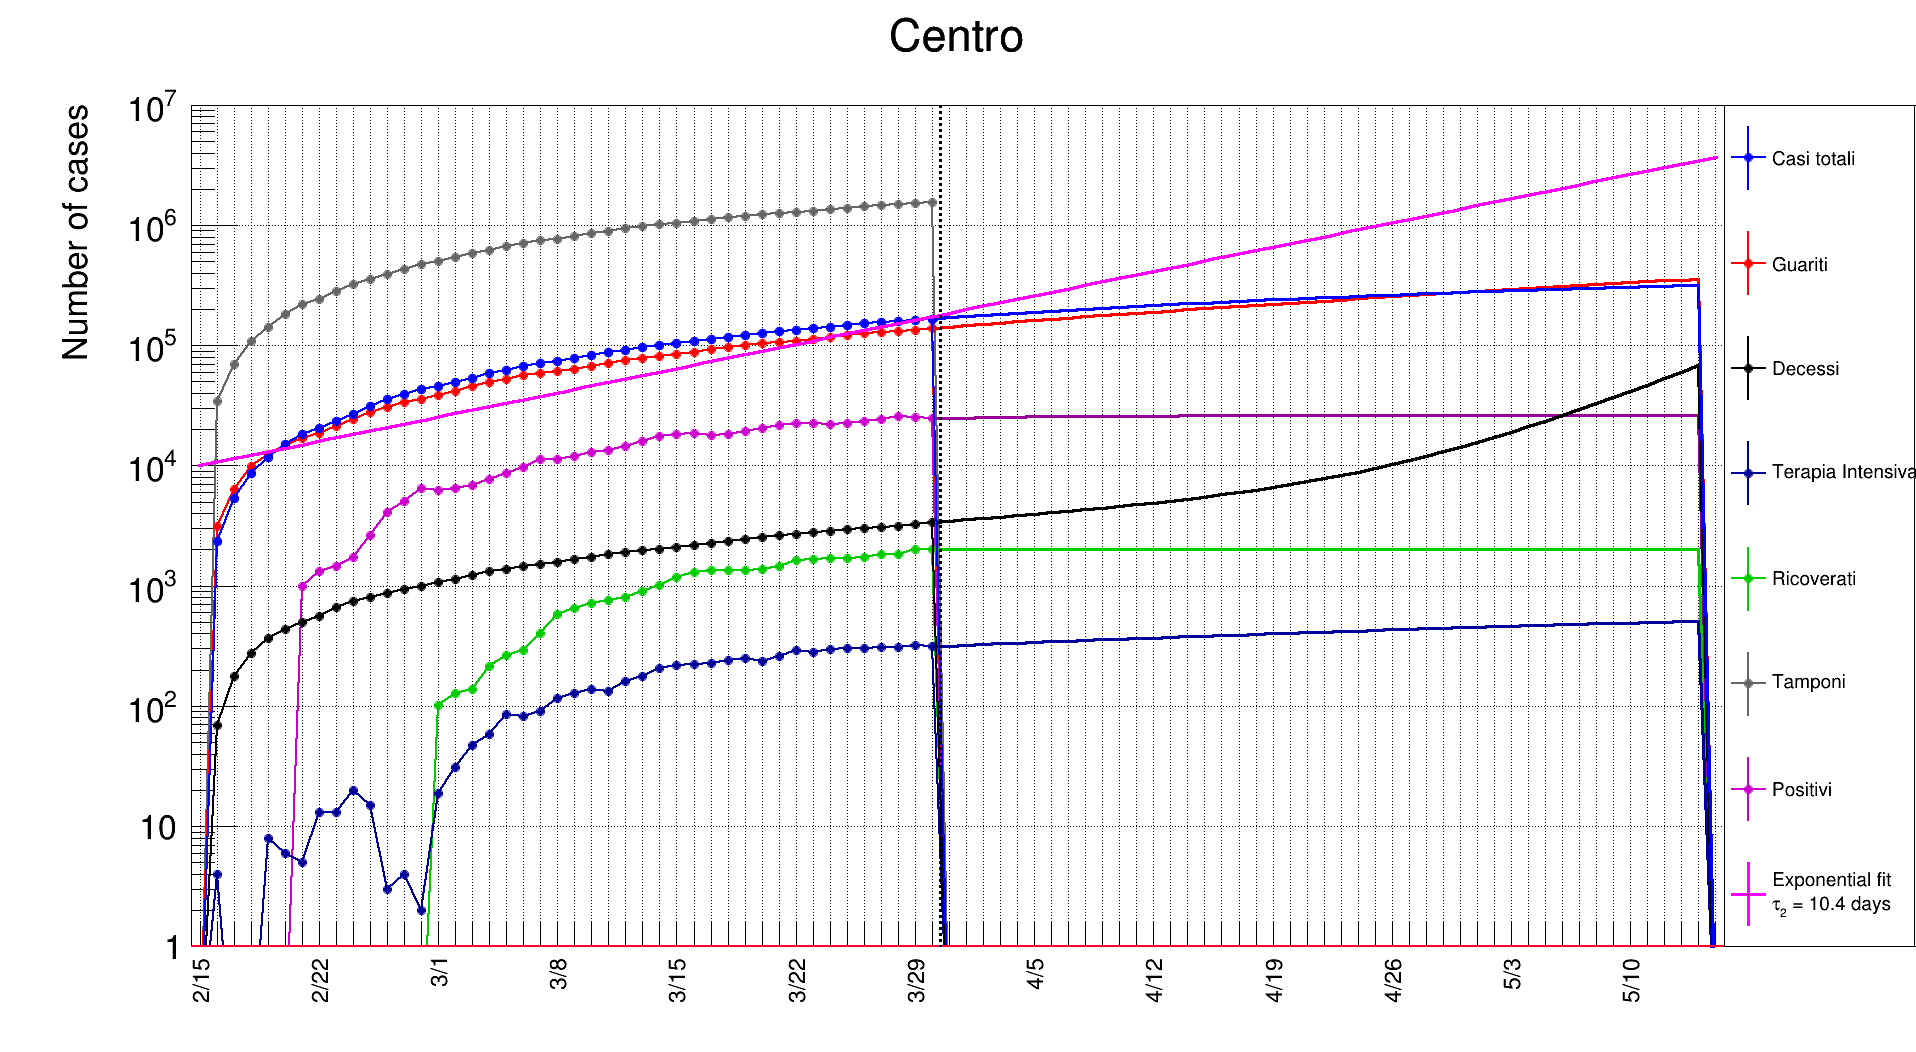 Centro
Number of cases
10^7
10^6
10^5
10^4
10^3
10^2
10
1
2/15
2/22
3/1
3/8
3/15
3/22
3/29
4/5
4/12
4/19
4/26
5/3
5/10
Casi totali
Guariti
Decessi
Terapia Intensiva
Ricoverati
Tamponi
Positivi
Exponential fit
τ_2 = 10.4 days